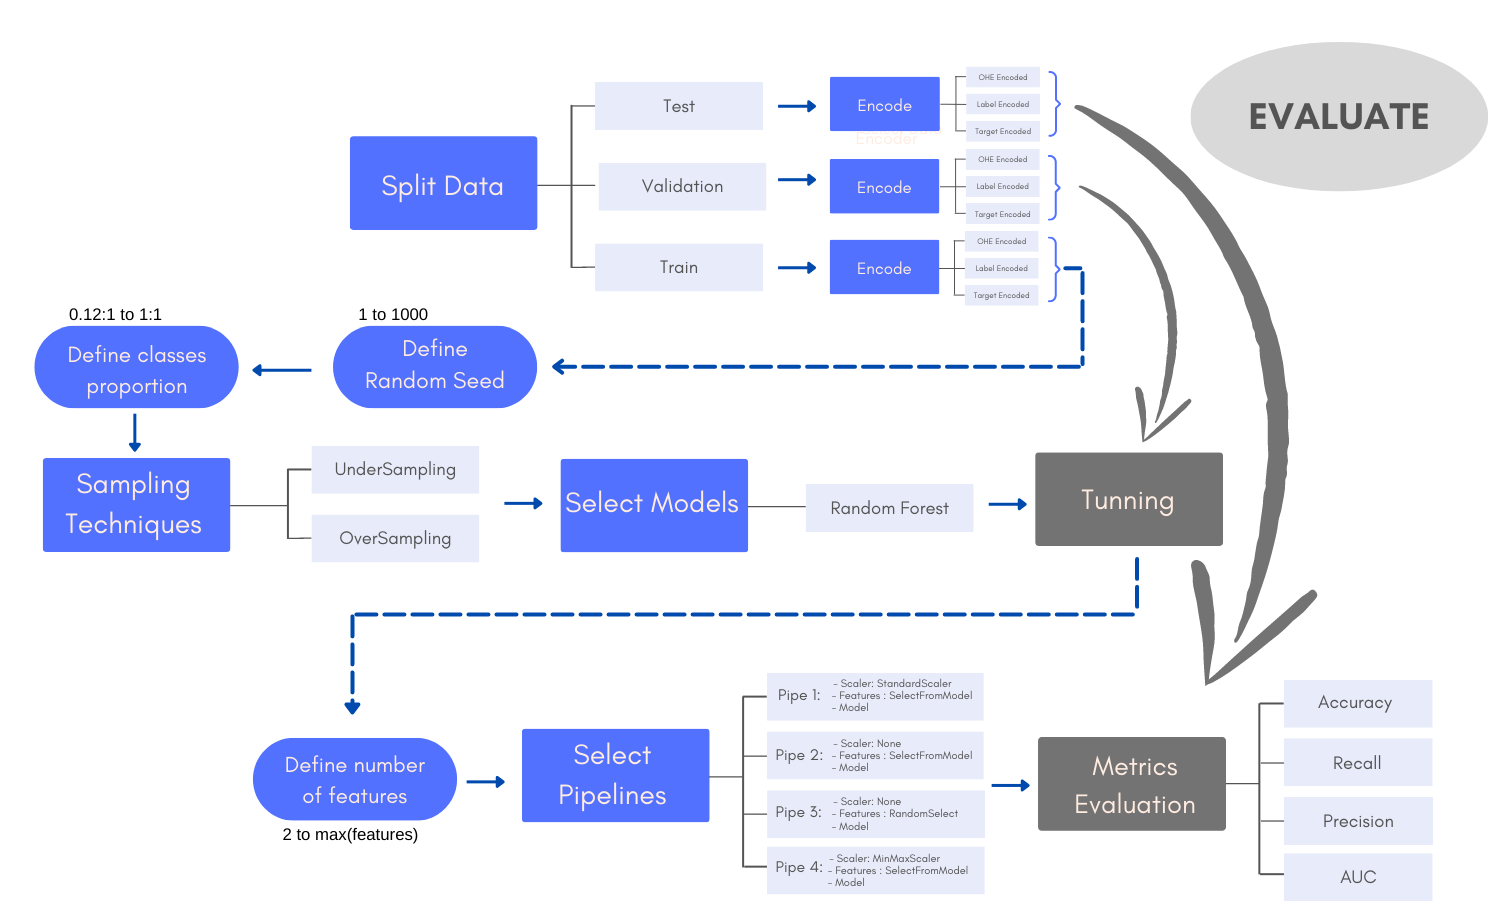 EVALUATE
Split Data
Test
Encode
OHE Encoded
Label Encoded
Target Encoded
Encoder
Validation
Encode
OHE Encoded
Label Encoded
Target Encoded
Train
Encode
OHE Encoded
Label Encoded
Target Encoded
1 to 1000
Define
Random Seed
0.12:1 to 1:1
Define classes
proportion
Sampling
Techniques
UnderSampling
OverSampling
Select Models
Random Forest
Tunning
Define number
of features
2 to max(features)
Select
Pipelines
Pipe 1:
- Scaler: StandardScaler
- Features : SelectFromModel
- Model
Pipe 2:
- Scaler: None
- Features : SelectFromModel
- Model
Pipe 3:
- Scaler: None
- Features : RandomSelect
- Model
Pipe 4:
- Scaler: MinMaxScaler
- Features : SelectFromModel
- Model
Metrics
Evaluation
Accuracy
Recall
Precision
AUC